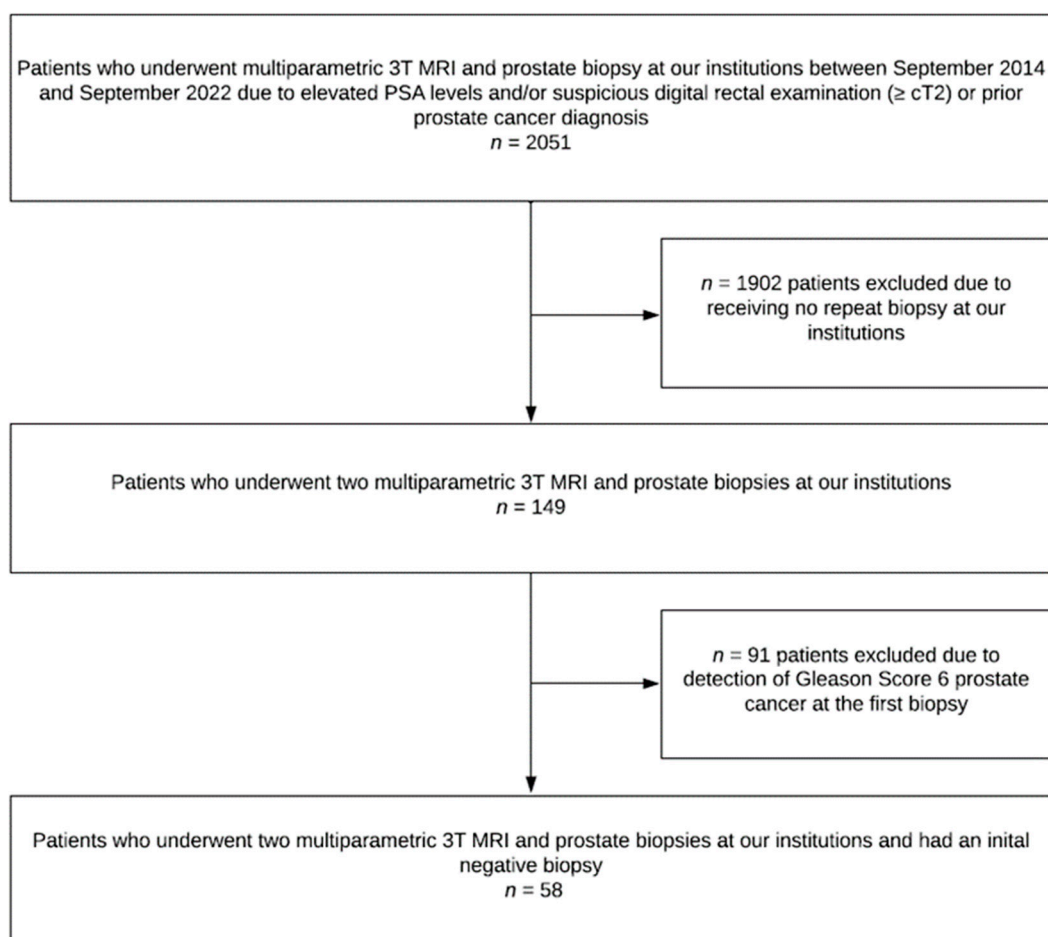 Patients who underwent multiparametric 3T MRI and prostate biopsy at our institutions between September 2014
and September 2022 due to elevated PSA levels and/or suspicious digital rectal examination (≥ cT2) or prior
prostate cancer diagnosis
n = 2051
n = 1902 patients excluded due to
receiving no repeat biopsy at our
institutions
Patients who underwent two multiparametric 3T MRI and prostate biopsies at our institutions
n = 149
n = 91 patients excluded due to
detection of Gleason Score 6 prostate
cancer at the first biopsy
Patients who underwent two multiparametric 3T MRI and prostate biopsies at our institutions and had an inital
negative biopsy
n = 58